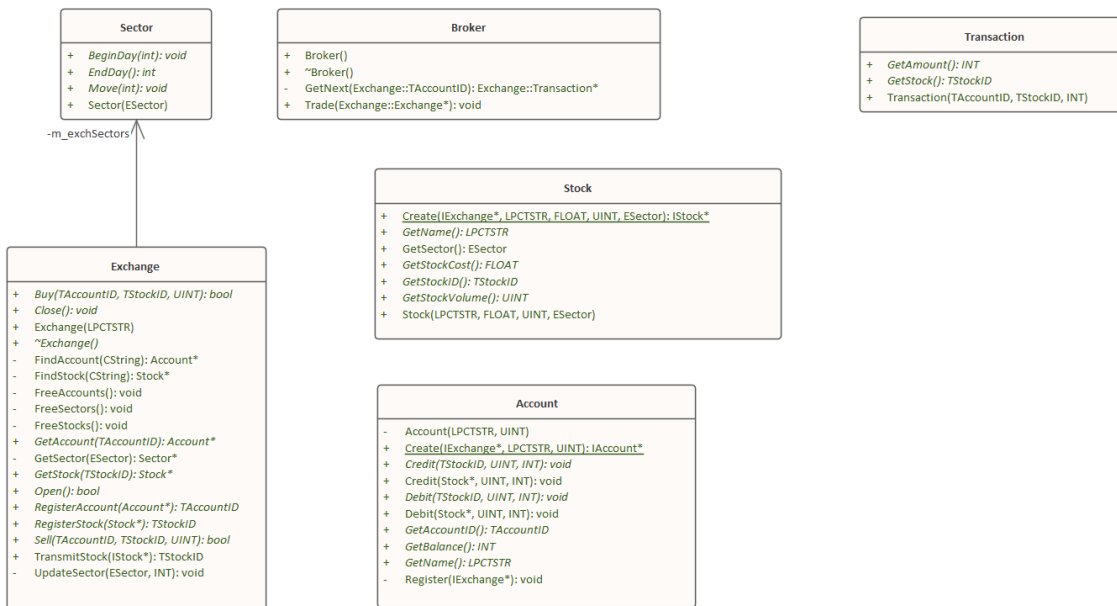 Sector
+ BeginDay(int): void
+ EndDay(): int
+ Move(int): void
+ Sector(ESector)
Broker
+ Broker()
+ ~Broker()
- GetNext(Exchange::TAccountID): Exchange::Transaction*
+ Trade(Exchange::Exchange*): void
Transaction
+ GetAmount(): INT
+ GetStock(): TStockID
+ Transaction(TAccountID, TStockID, INT)
-m_exchSectors
Stock
+ Create(IExchange*, LPCTSTR, FLOAT, UINT, ESector): IStock*
+ GetName(): LPCTSTR
+ GetSector(): ESector
+ GetStockCost(): FLOAT
+ GetStockID(): TStockID
+ GetStockVolume(): UINT
+ Stock(LPCTSTR, FLOAT, UINT, ESector)
Exchange
+ Buy(TAccountID, TStockID, UINT): bool
+ Close(): void
+ Exchange(LPCTSTR)
+ ~Exchange()
- FindAccount(CString): Account*
- FindStock(CString): Stock*
- FreeAccounts(): void
- FreeSectors(): void
- FreeStocks(): void
+ GetAccount(TAccountID): Account*
- GetSector(ESector): Sector*
+ GetStock(TStockID): Stock*
+ Open(): bool
+ RegisterAccount(Account*): TAccountID
+ RegisterStock(Stock*): TStockID
+ Sell(TAccountID, TStockID, UINT): bool
+ TransmitStock(IStock*): TStockID
- UpdateSector(ESector, INT): void
Account
- Account(LPCTSTR, UINT)
+ Create(IExchange*, LPCTSTR, UINT): IAccount*
+ Credit(TStockID, UINT, INT): void
+ Credit(Stock*, UINT, INT): void
+ Debit(TStockID, UINT, INT): void
+ Debit(Stock*, UINT, INT): void
+ GetAccountID(): TAccountID
+ GetBalance(): INT
+ GetName(): LPCTSTR
- Register(IExchange*): void